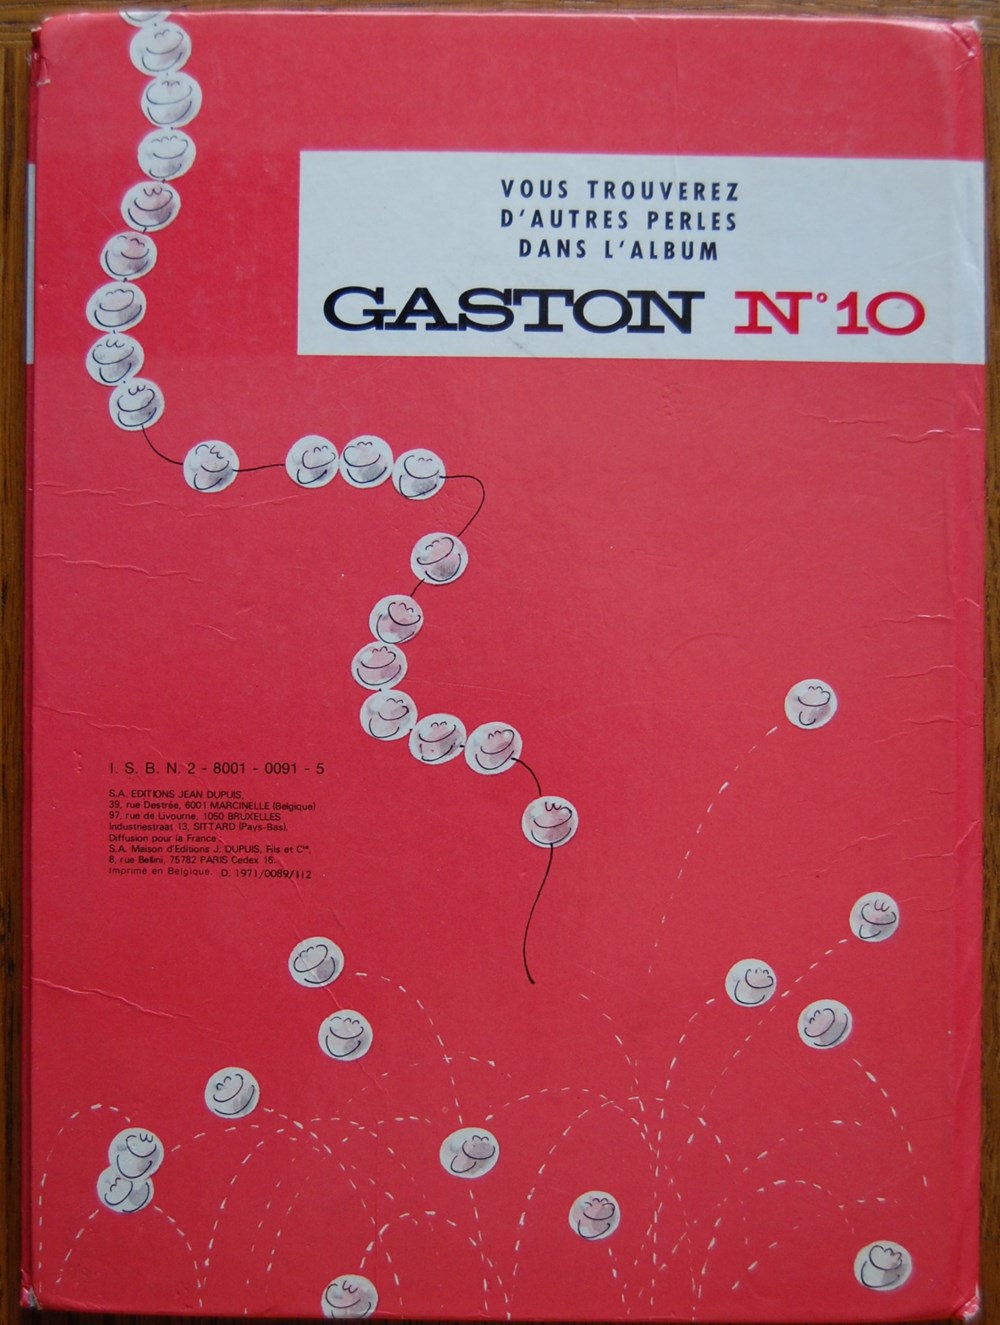 VOUS TROUVEREZ
D'AUTRES PERLES
DANS L'ALBUM
GASTON N°10
I. S. B. N. 2 - 8001 - 0091 - 5
S.A. EDITIONS JEAN DUPUIS,
39, rue Destrée, 6001 MARCINELLE (Belgique)
97, rue de Livourne, 1050 BRUXELLES
Industriestraat 13, SITTARD (Pays-Bas).
Diffusion pour la France :
S.A. Maison d'Editions J. DUPUIS, Fils et Cie,
8, rue Bellini, 75782 PARIS Cedex 16.
Imprimé en Belgique. D. 1971/0089/112